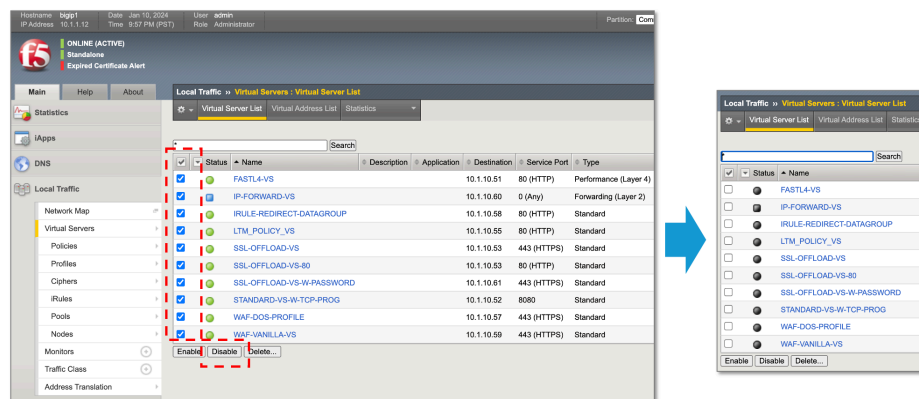 Hostname bigip1 Date Jan 10, 2024 User admin
IP Address 10.1.1.12 Time 9:57 PM (PST) Role Administrator
Partition: Com
f5
ONLINE (ACTIVE)
Standalone
Expired Certificate Alert
Main Help About
Statistics
iApps
DNS
Local Traffic
Network Map
Virtual Servers
Policies
Profiles
Ciphers
iRules
Pools
Nodes
Monitors
Traffic Class
Address Translation
Local Traffic ›› Virtual Servers : Virtual Server List
Virtual Server List Virtual Address List Statistics
* Search
Status Name Description Application Destination Service Port Type
FASTL4-VS 10.1.10.51 80 (HTTP) Performance (Layer 4)
IP-FORWARD-VS 10.1.10.60 0 (Any) Forwarding (Layer 2)
IRULE-REDIRECT-DATAGROUP 10.1.10.58 80 (HTTP) Standard
LTM_POLICY_VS 10.1.10.55 80 (HTTP) Standard
SSL-OFFLOAD-VS 10.1.10.53 443 (HTTPS) Standard
SSL-OFFLOAD-VS-80 10.1.10.53 80 (HTTP) Standard
SSL-OFFLOAD-VS-W-PASSWORD 10.1.10.61 443 (HTTPS) Standard
STANDARD-VS-W-TCP-PROG 10.1.10.52 8080 Standard
WAF-DOS-PROFILE 10.1.10.57 443 (HTTPS) Standard
WAF-VANILLA-VS 10.1.10.59 443 (HTTPS) Standard
Enable Disable Delete...
Local Traffic ›› Virtual Servers : Virtual Server List
Virtual Server List Virtual Address List Statistics
* Search
Status Name
FASTL4-VS
IP-FORWARD-VS
IRULE-REDIRECT-DATAGROUP
LTM_POLICY_VS
SSL-OFFLOAD-VS
SSL-OFFLOAD-VS-80
SSL-OFFLOAD-VS-W-PASSWORD
STANDARD-VS-W-TCP-PROG
WAF-DOS-PROFILE
WAF-VANILLA-VS
Enable Disable Delete...